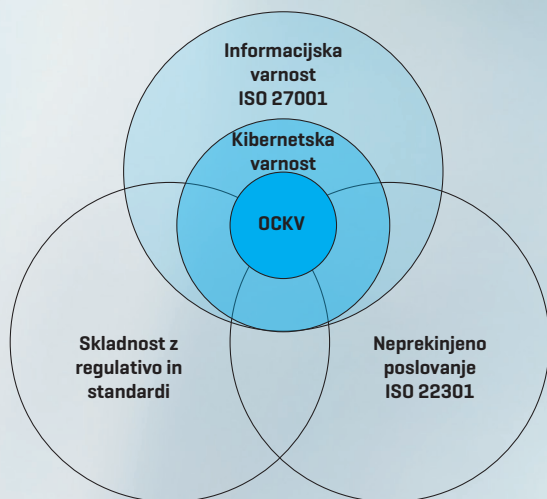 Informacijska
varnost
ISO 27001
Kibernetska
varnost
OCKV
Skladnost z
regulativo in
standardi
Neprekinjeno
poslovanje
ISO 22301